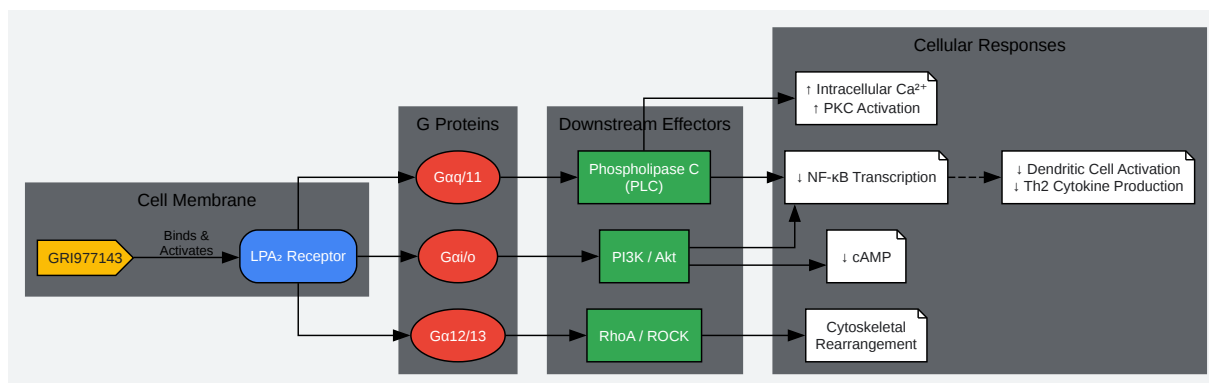 Cell Membrane
GRI977143
Binds &
Activates
LPA₂ Receptor
G Proteins
Gαq/11
Gαi/o
Gα12/13
Downstream Effectors
Phospholipase C
(PLC)
PI3K / Akt
RhoA / ROCK
Cellular Responses
↑ Intracellular Ca²⁺
↑ PKC Activation
↓ NF-κB Transcription
↓ Dendritic Cell Activation
↓ Th2 Cytokine Production
↓ cAMP
Cytoskeletal
Rearrangement